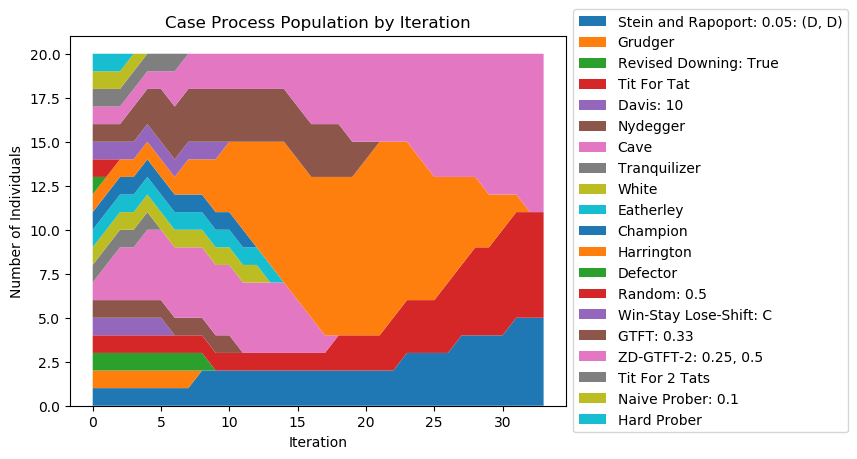 Case Process Population by Iteration
Number of Individuals
20.0
17.5
15.0
12.5
10.0
7.5
5.0
2.5
0.0
0 5 10 15 20 25 30
Iteration
Stein and Rapoport: 0.05: (D, D)
Grudger
Revised Downing: True
Tit For Tat
Davis: 10
Nydegger
Cave
Tranquilizer
White
Eatherley
Champion
Harrington
Defector
Random: 0.5
Win-Stay Lose-Shift: C
GTFT: 0.33
ZD-GTFT-2: 0.25, 0.5
Tit For 2 Tats
Naive Prober: 0.1
Hard Prober